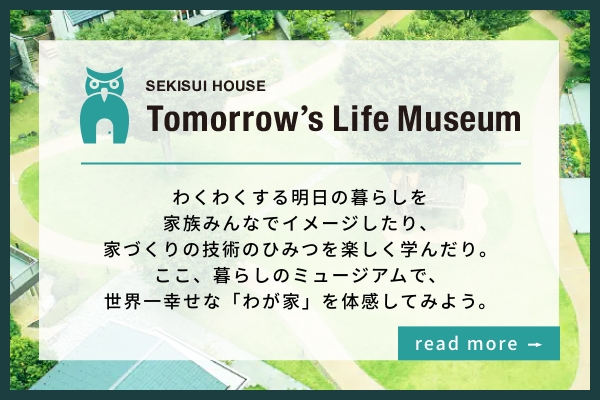 SEKISUI HOUSE
Tomorrow’s Life Museum
わくわくする明日の暮らしを
家族みんなでイメージしたり、
家づくりの技術のひみつを楽しく学んだり。
ここ、暮らしのミュージアムで、
世界一幸せな「わが家」を体感してみよう。
read more →